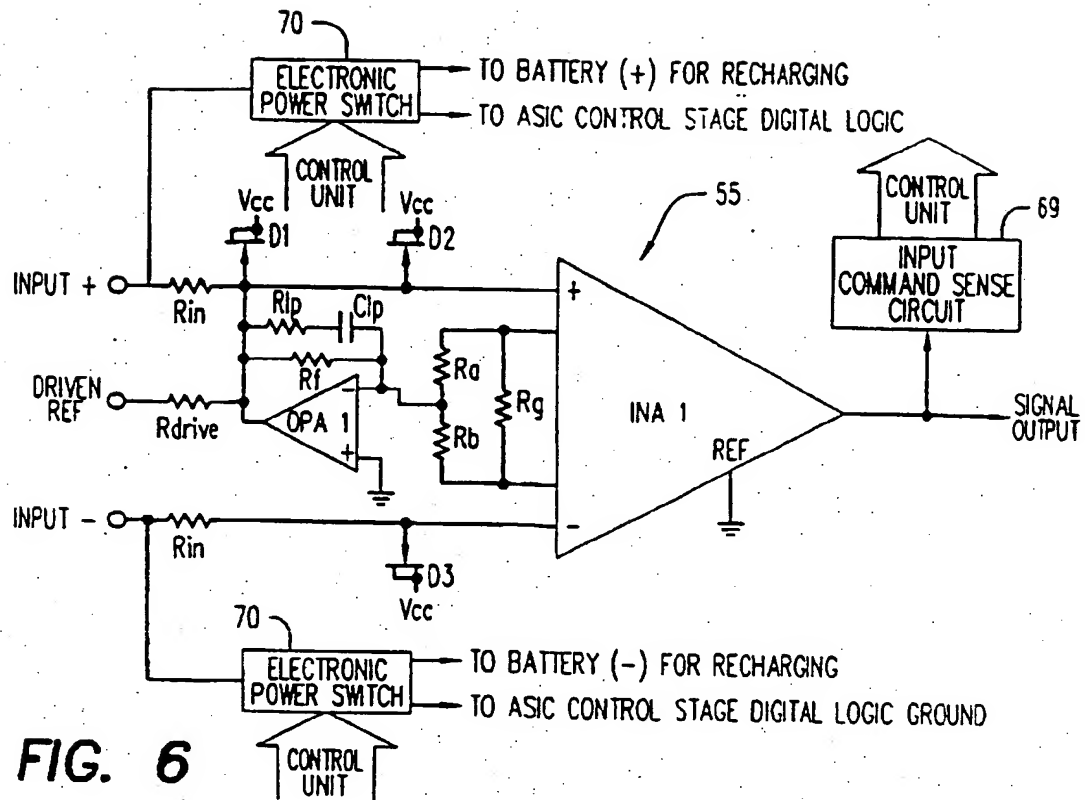 70
ELECTRONIC
POWER SWITCH
TO BATTERY (+) FOR RECHARGING
TO ASIC CONTROL STAGE DIGITAL LOGIC
CONTROL
UNIT
Vcc
D1
Vcc
D2
55
CONTROL
UNIT
69
INPUT
COMMAND SENSE
CIRCUIT
INPUT +
Rin
Rlp
Clp
Rf
DRIVEN
REF
Rdrive
-
OPA 1
+
Ra
Rb
Rg
+
INA 1
REF
-
SIGNAL
OUTPUT
INPUT -
Rin
D3
Vcc
70
ELECTRONIC
POWER SWITCH
TO BATTERY (-) FOR RECHARGING
TO ASIC CONTROL STAGE DIGITAL LOGIC GROUND
CONTROL
UNIT
FIG. 6